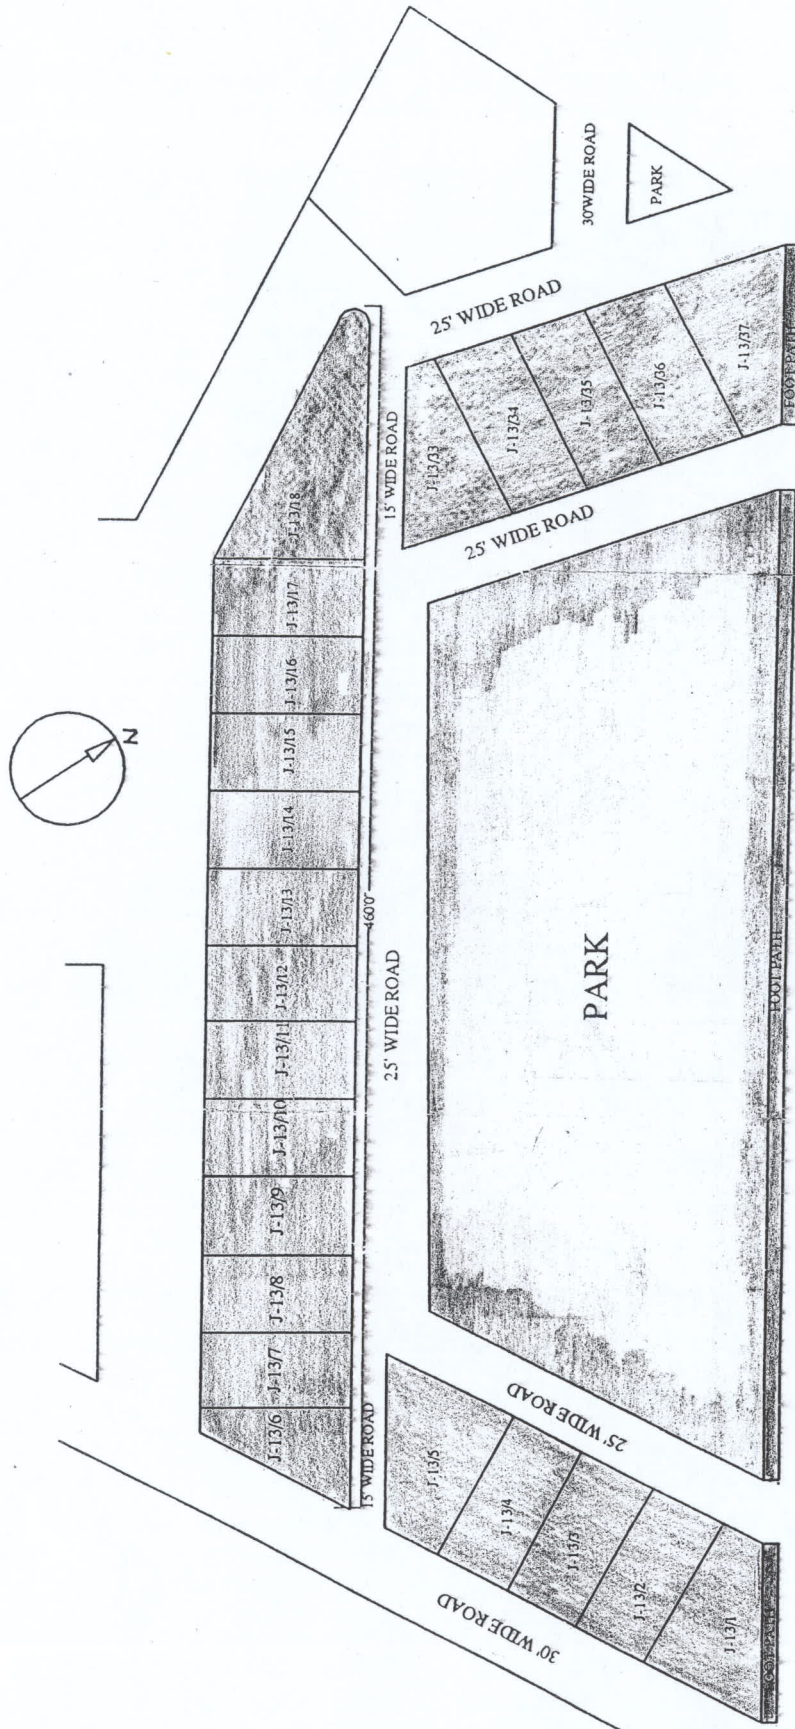 30'WIDE ROAD
PARK
25' WIDE ROAD
J-13/37
J-13/36
J-13/35
J-13/34
J-13/33
FOOT PATH
15' WIDE ROAD
25' WIDE ROAD
J-13/18
J-13/17
J-13/16
J-13/15
J-13/14
J-13/13
J-13/12
J-13/11
J-13/10
J-13/9
J-13/8
J-13/7
J-13/6
N
460'0"
25' WIDE ROAD
PARK
FOOT PATH
15' WIDE ROAD
25' WIDE ROAD
J-13/5
J-13/4
J-13/3
J-13/2
J-13/1
30' WIDE ROAD
FOOT PATH